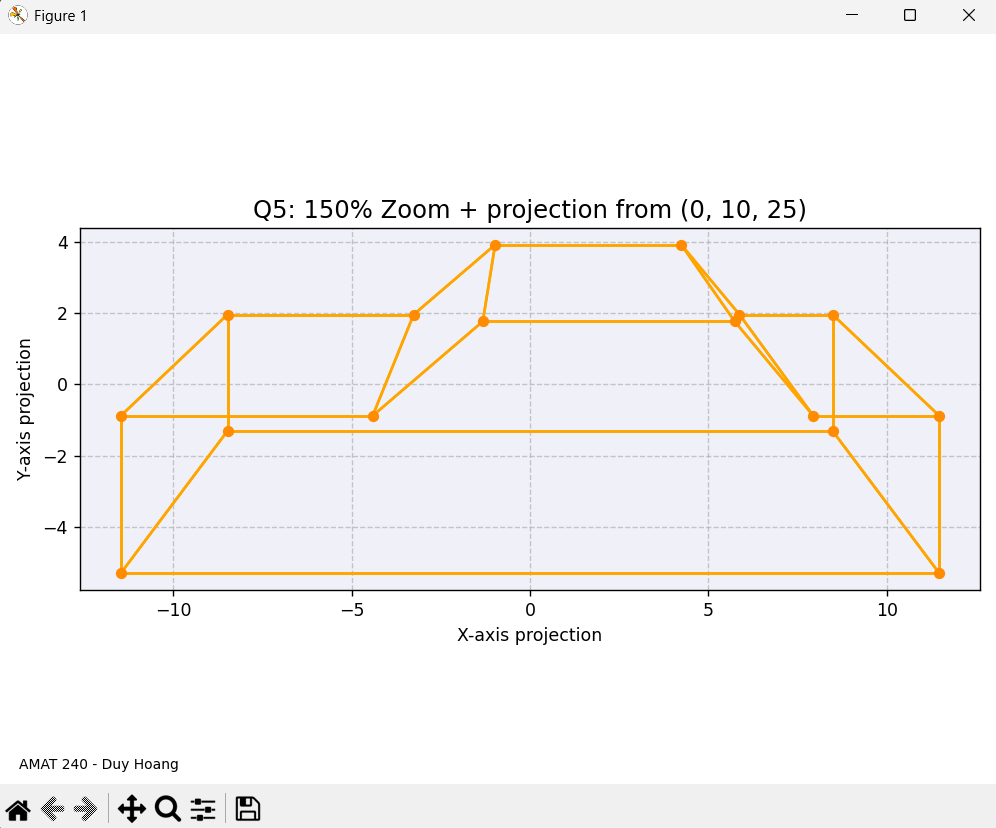 Figure 1
Q5: 150% Zoom + projection from (0, 10, 25)
4
2
0
−2
−4
Y-axis projection
−10 −5 0 5 10
X-axis projection
AMAT 240 - Duy Hoang